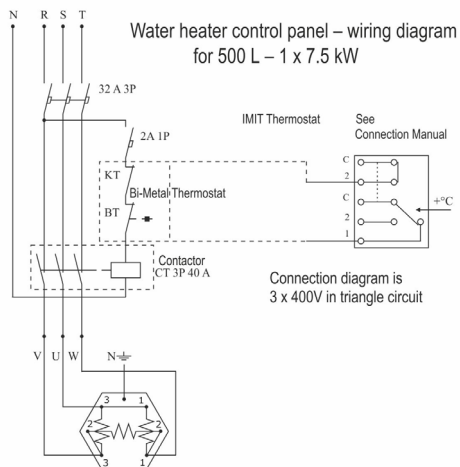 N R S T
Water heater control panel – wiring diagram
for 500 L – 1 x 7.5 kW
32 A 3P
2A 1P
IMIT Thermostat
See
Connection Manual
KT
Bi-Metal Thermostat
BT
C
2
C
2
1
+°C
Contactor
CT 3P 40 A
Connection diagram is
3 x 400V in triangle circuit
V U W N
3 1
2 2
3 1